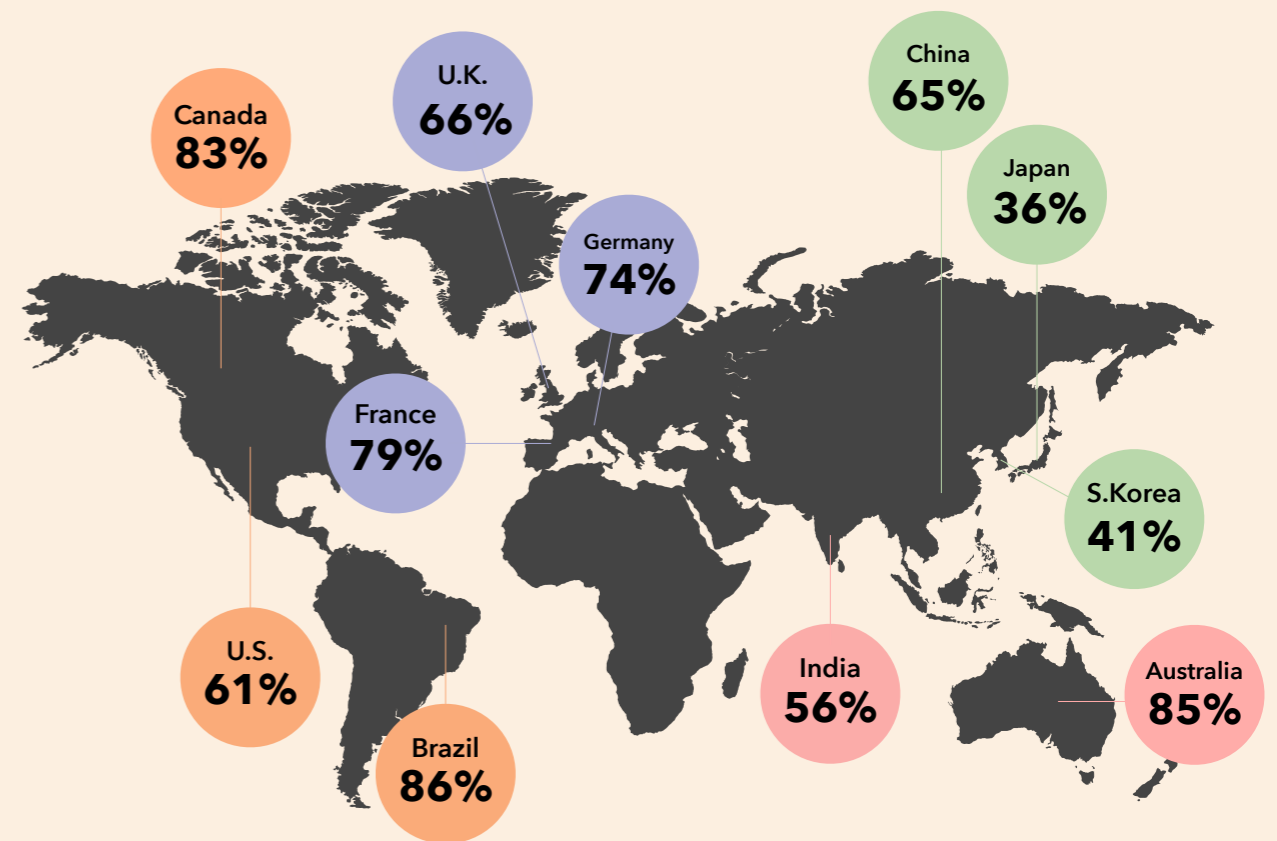 China
65%
U.K.
66%
Canada
83%
Japan
36%
Germany
74%
France
79%
S.Korea
41%
U.S.
61%
India
56%
Australia
85%
Brazil
86%